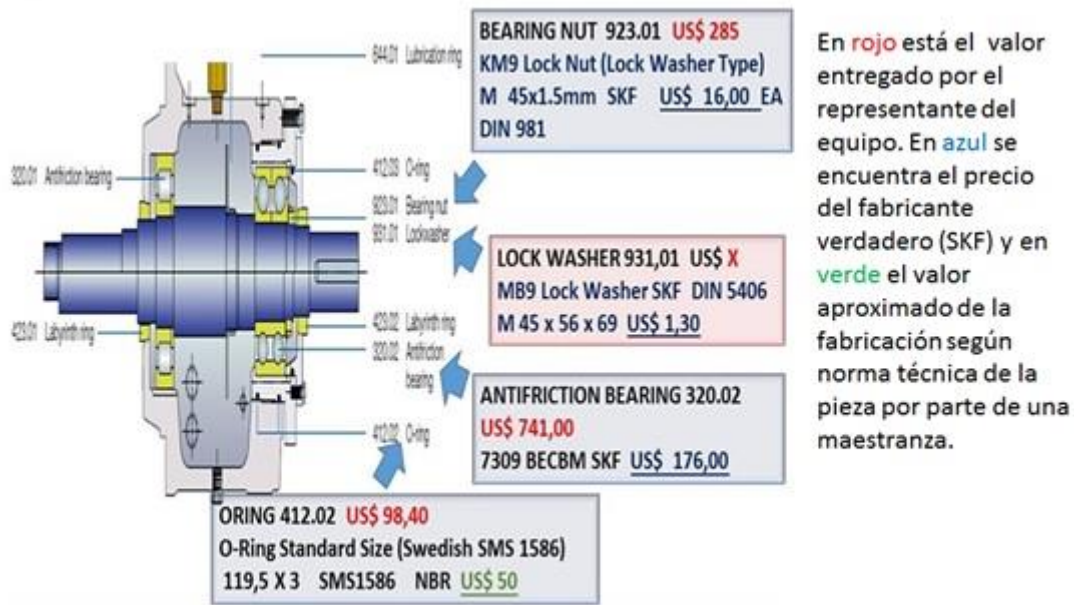 BEARING NUT 923.01 US$ 285
KM9 Lock Nut (Lock Washer Type)
M 45x1.5mm SKF US$ 16,00 EA
DIN 981
En rojo está el valor
entregado por el
representante del
equipo. En azul se
encuentra el precio
del fabricante
verdadero (SKF) y en
verde el valor
aproximado de la
fabricación según
norma técnica de la
pieza por parte de una
maestranza.
644.01 Lubrication ring
320.01 Antifriction bearing
412.03 O-ring
923.01 Bearing nut
931.01 Lockwasher
LOCK WASHER 931,01 US$ X
MB9 Lock Washer SKF DIN 5406
M 45 x 56 x 69 US$ 1,30
423.01 Labyrinth ring
423.02 Labyrinth ring
320.02 Antifriction
bearing
412.02 O-ring
ANTIFRICTION BEARING 320.02
US$ 741,00
7309 BECBM SKF US$ 176,00
ORING 412.02 US$ 98,40
O-Ring Standard Size (Swedish SMS 1586)
119,5 X 3 SMS1586 NBR US$ 50